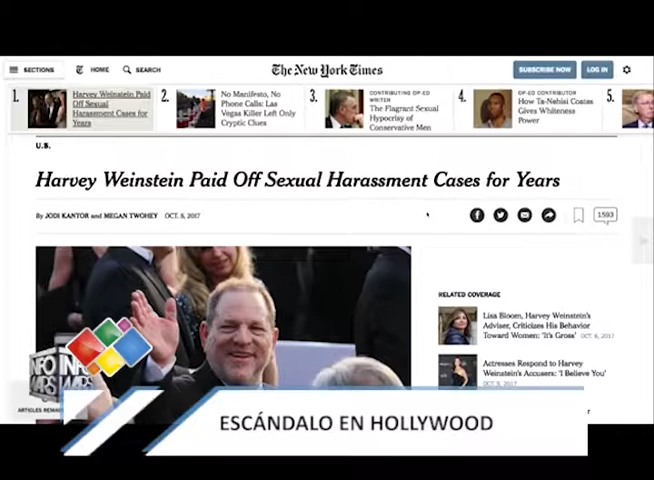 SECTIONS
HOME
SEARCH
The New York Times
SUBSCRIBE NOW
LOG IN
1.
Harvey Weinstein Paid
Off Sexual
Harassment Cases for
Years
2.
No Manifesto, No
Phone Calls: Las
Vegas Killer Left Only
Cryptic Clues
3.
CONTRIBUTING OP-ED
WRITER
The Flagrant Sexual
Hypocrisy of
Conservative Men
4.
OP-ED CONTRIBUTOR
How Ta-Nehisi Coates
Gives Whiteness
Power
5.
U.S.
Harvey Weinstein Paid Off Sexual Harassment Cases for Years
By JODI KANTOR and MEGAN TWOHEY OCT. 5, 2017
1593
RELATED COVERAGE
Lisa Bloom, Harvey Weinstein's
Adviser, Criticizes His Behavior
Toward Women: 'It's Gross' OCT. 6, 2017
Actresses Respond to Harvey
Weinstein's Accusers: 'I Believe You'
OCT. 5, 2017
INFO
WARS
ARTICLES REMAI
ESCÁNDALO EN HOLLYWOOD